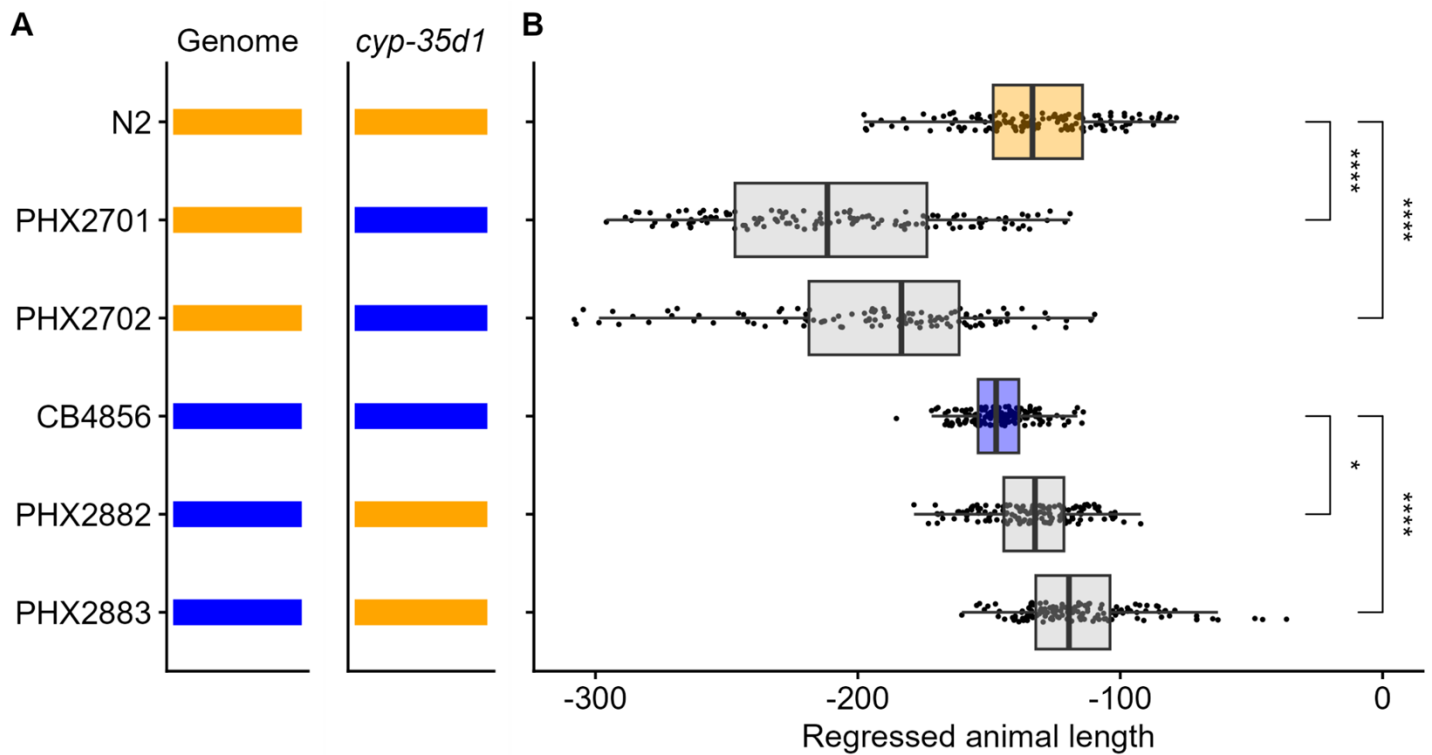 A
B
Genome
cyp-35d1
N2
PHX2701
PHX2702
CB4856
PHX2882
PHX2883
****
****
*
****
-300
-200
-100
0
Regressed animal length